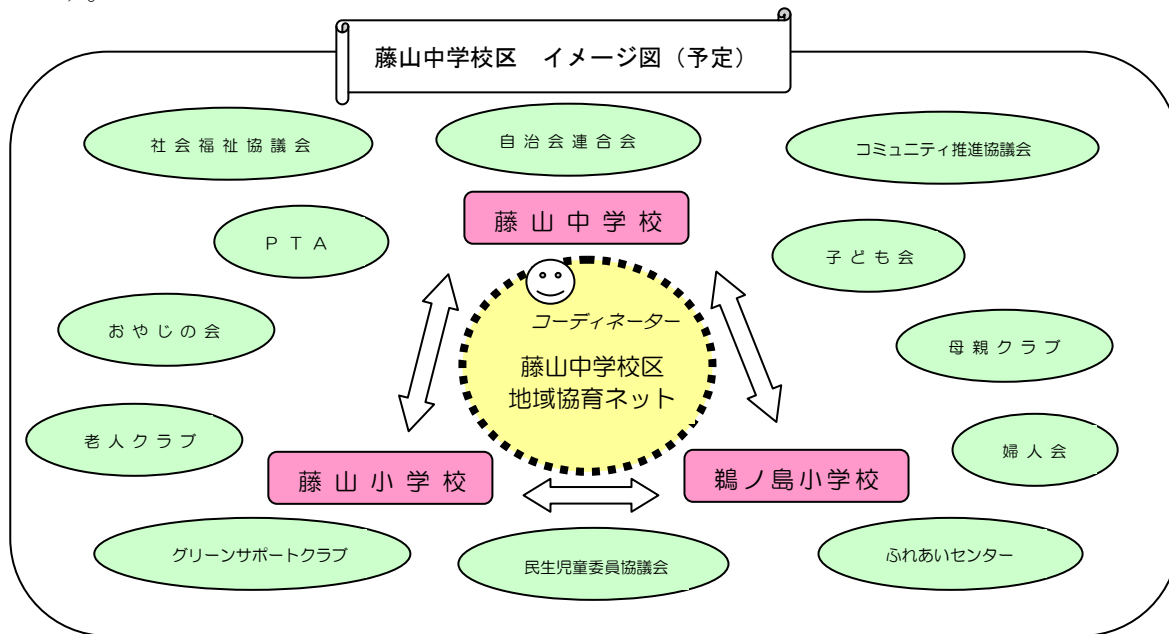 す。
藤山中学校区 イメージ図（予定）
社会福祉協議会
自治会連合会
コミュニティ推進協議会
藤山中学校
ＰＴＡ
子ども会
コーディネーター
おやじの会
母親クラブ
藤山中学校区
地域協育ネット
老人クラブ
婦人会
藤山小学校
鵜ノ島小学校
グリーンサポートクラブ
民生児童委員協議会
ふれあいセンター